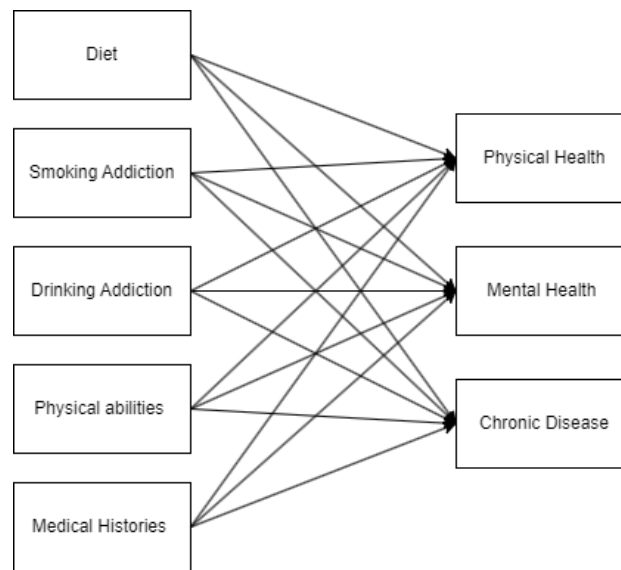 Diet
Smoking Addiction
Drinking Addiction
Physical abilities
Medical Histories
Physical Health
Mental Health
Chronic Disease